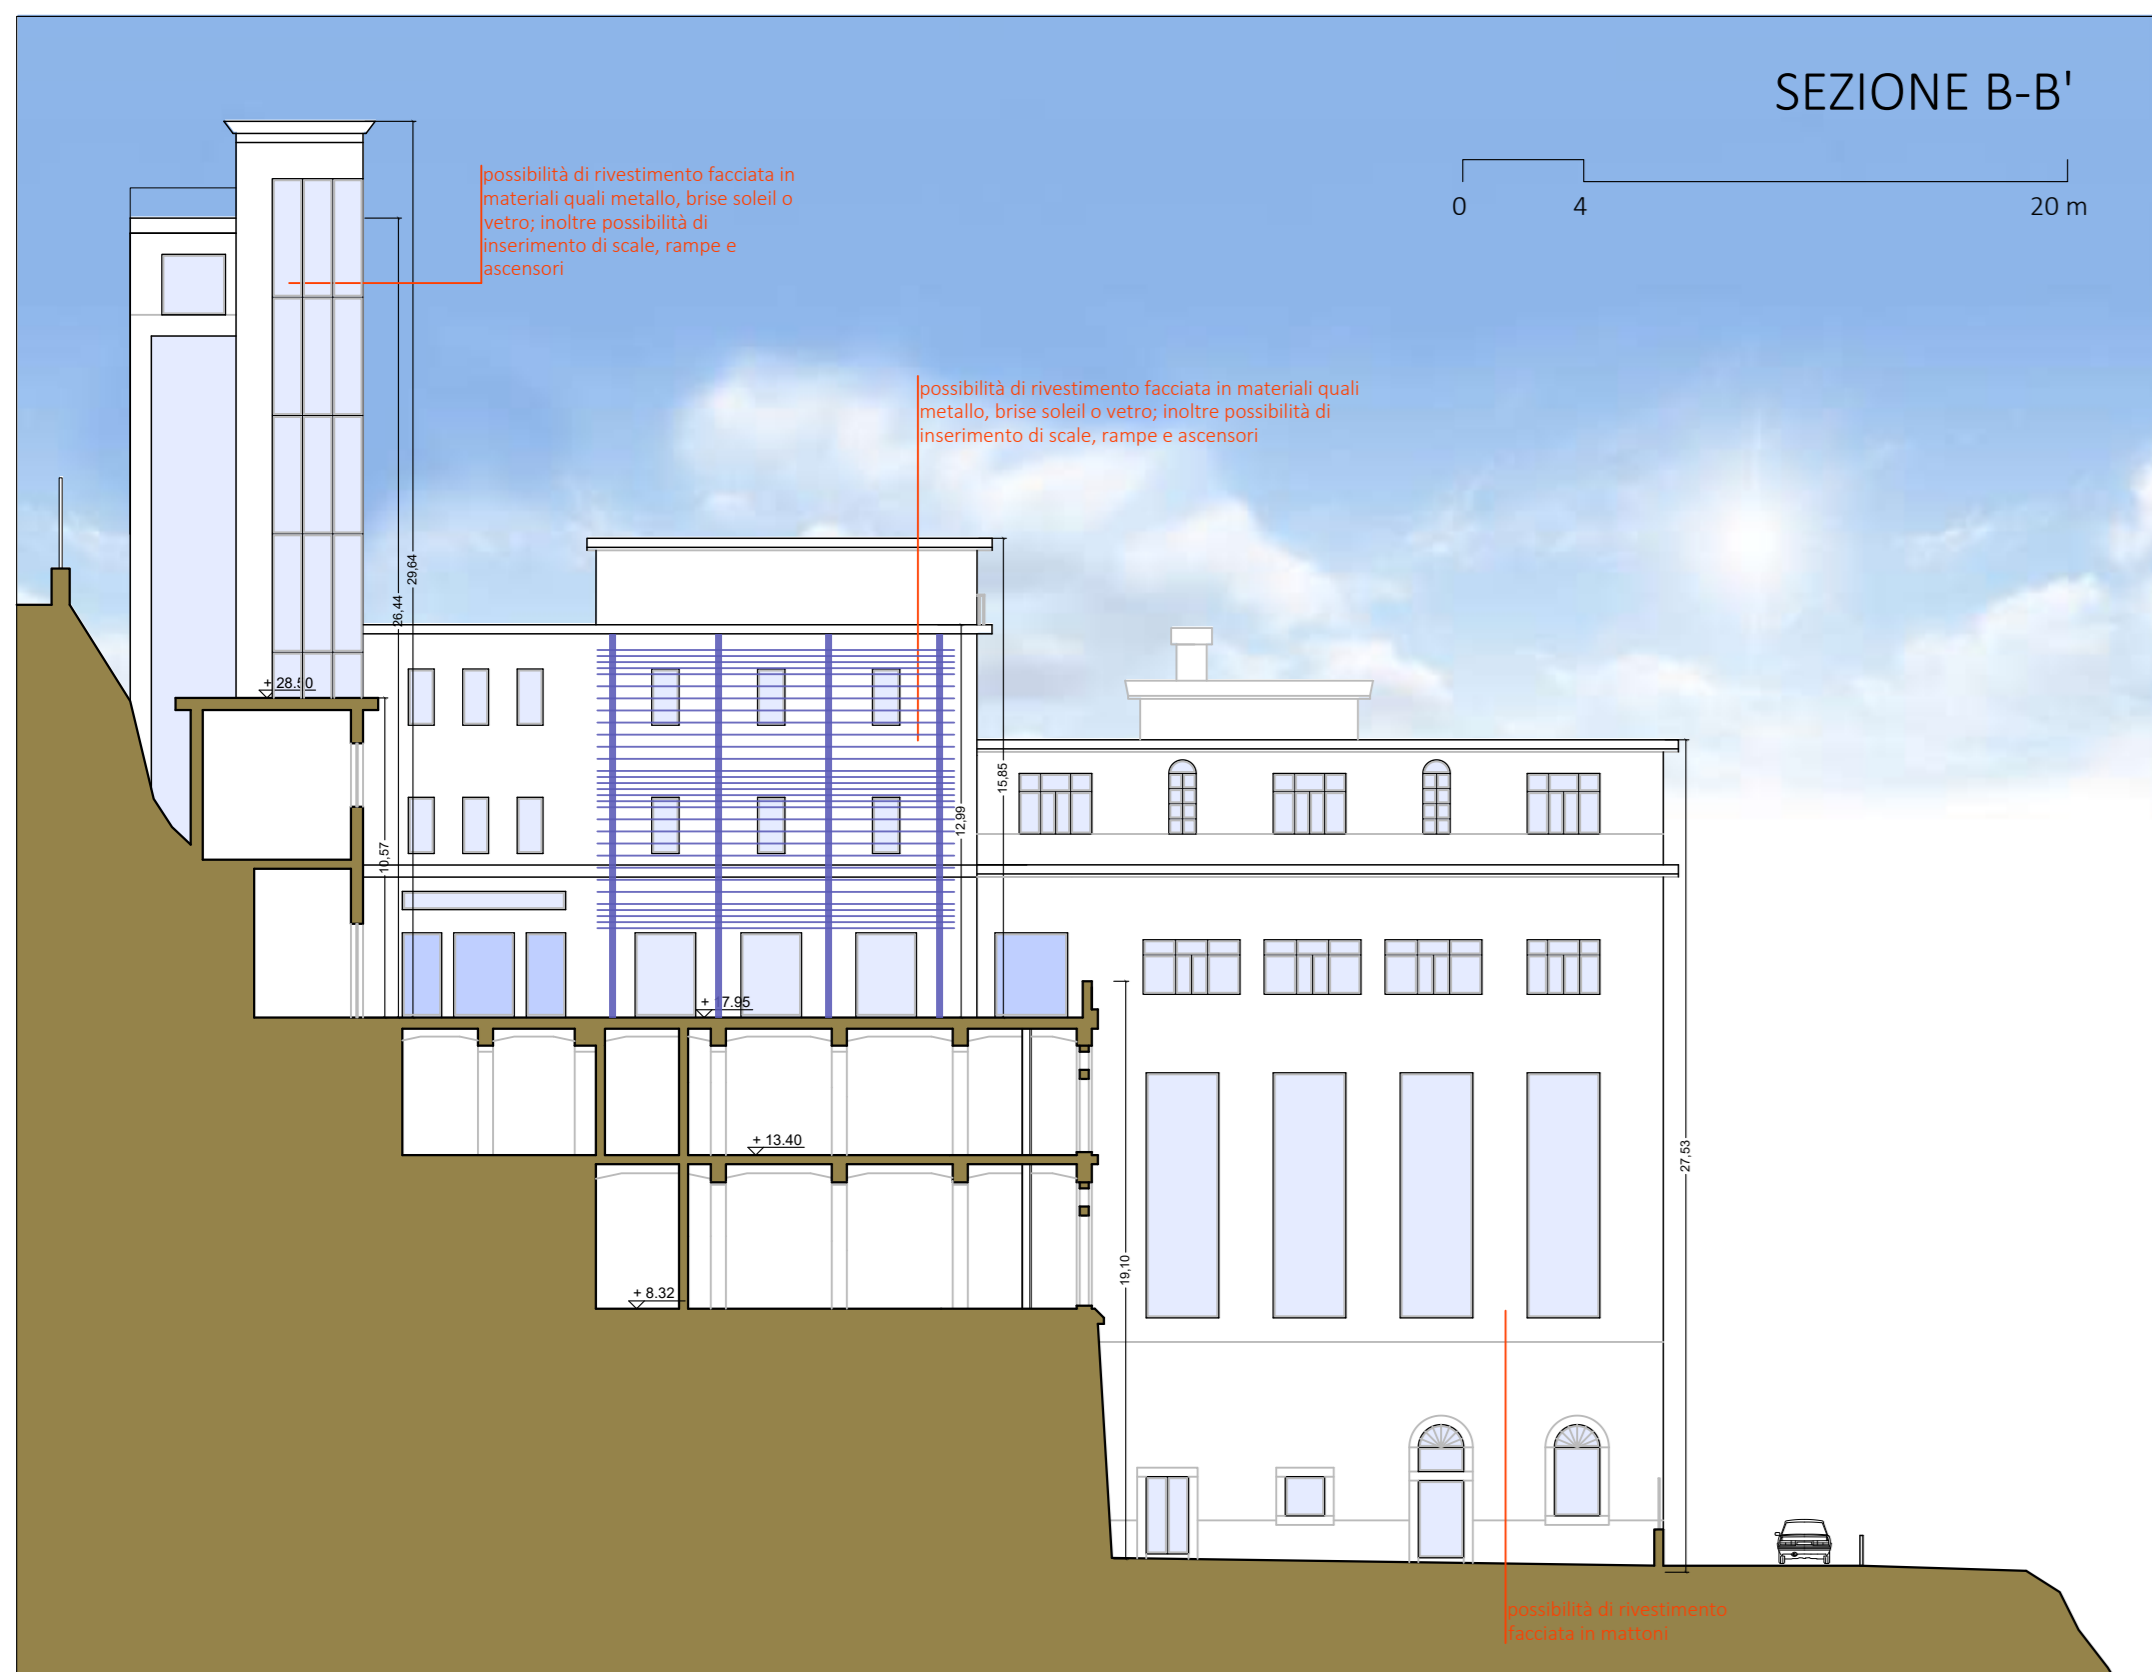 SEZIONE B-B'
0 4 20 m
possibilità di rivestimento facciata in
materiali quali metallo, brise soleil o
vetro; inoltre possibilità di
inserimento di scale, rampe e
ascensori
possibilità di rivestimento facciata in materiali quali
metallo, brise soleil o vetro; inoltre possibilità di
inserimento di scale, rampe e ascensori
29,64
26,44
+ 28.50
15,85
12,99
10,57
+ 17.95
+ 13.40
27,53
19,10
+ 8.32
possibilità di rivestimento
facciata in mattoni